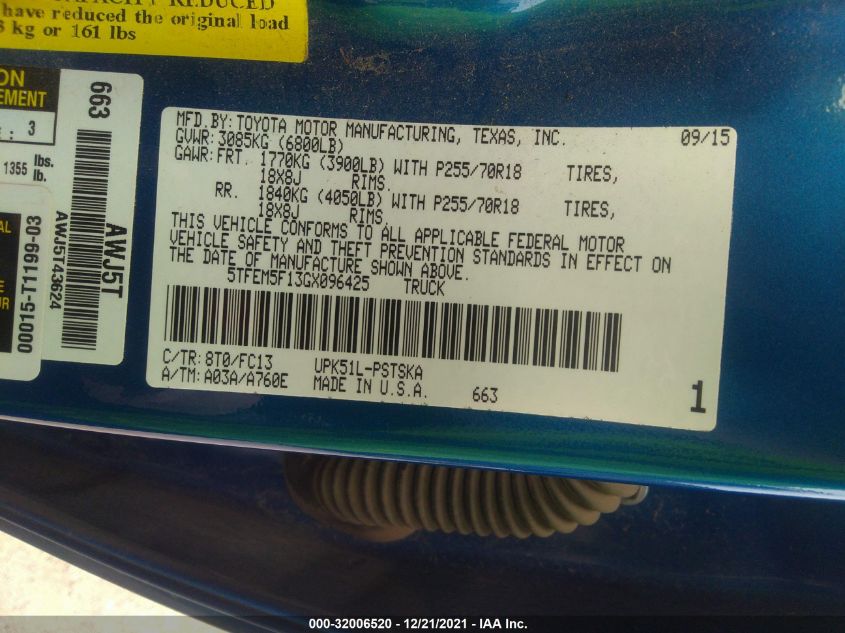 CAPACITY REDUCED
have reduced the original load
kg or 161 lbs
ON
EMENT
: 3
1355 lbs.
lb.
663
AWJ5T
AWJ5T43624
AL
E
UR
00015-T1199-03
MFD.BY:TOYOTA MOTOR MANUFACTURING, TEXAS, INC. 09/15
GVWR:3085KG (6800LB)
GAWR:FRT. 1770KG (3900LB) WITH P255/70R18 TIRES,
18X8J RIMS.
RR. 1840KG (4050LB) WITH P255/70R18 TIRES,
18X8J RIMS.
THIS VEHICLE CONFORMS TO ALL APPLICABLE FEDERAL MOTOR
VEHICLE SAFETY AND THEFT PREVENTION STANDARDS IN EFFECT ON
THE DATE OF MANUFACTURE SHOWN ABOVE.
5TFEM5F13GX096425 TRUCK
C/TR:8T0/FC13 UPK51L-PSTSKA
A/TM:A03A/A760E MADE IN U.S.A. 663 1
000-32006520 - 12/21/2021 - IAA Inc.